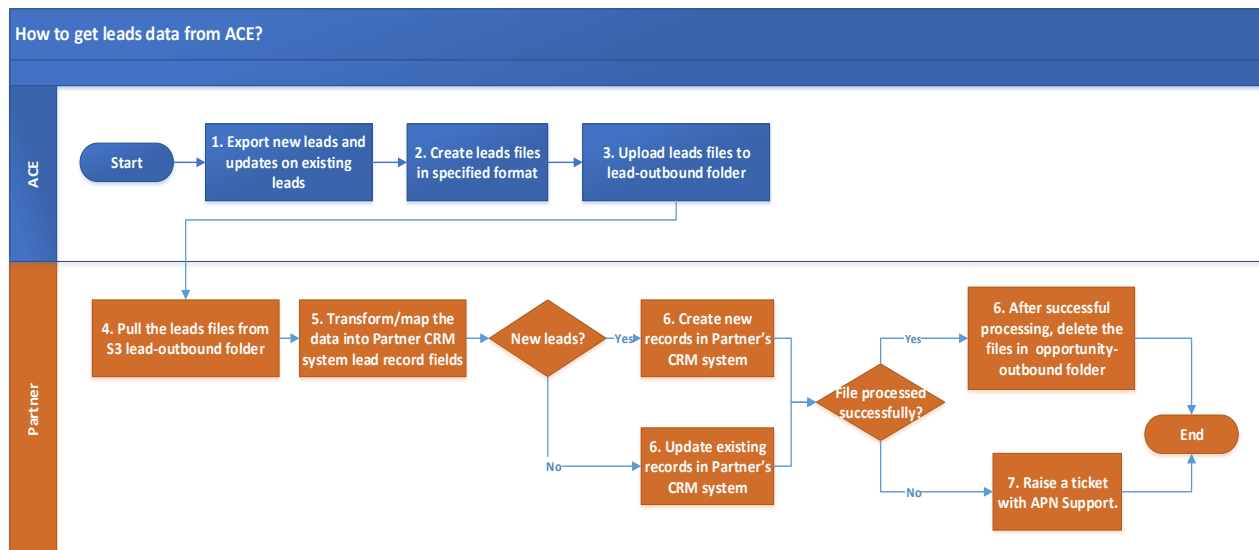 How to get leads data from ACE?
ACE
Start
1. Export new leads and
updates on existing
leads
2. Create leads files
in specified format
3. Upload leads files to
lead-outbound folder
Partner
4. Pull the leads files from
S3 lead-outbound folder
5. Transform/map the
data into Partner CRM
system lead record fields
New leads?
Yes
6. Create new
records in Partner's
CRM system
No
6. Update existing
records in Partner's
CRM system
File processed
successfully?
Yes
6. After successful
processing, delete the
files in opportunity-
outbound folder
No
7. Raise a ticket
with APN Support.
End